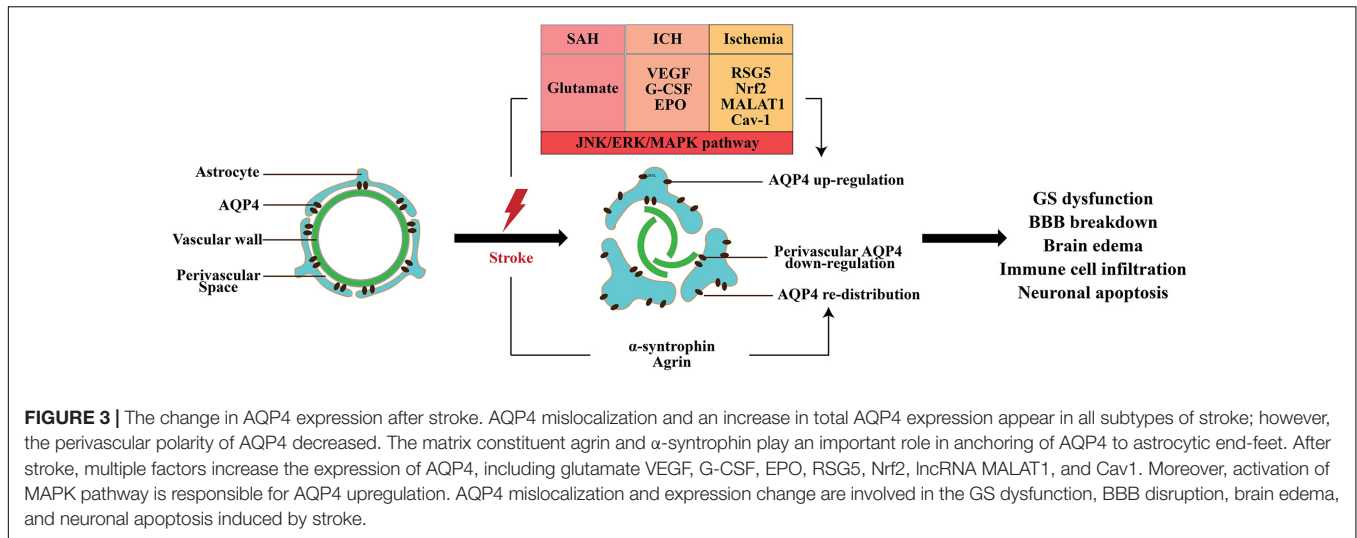 SAH ICH Ischemia
Glutamate
VEGF
G-CSF
EPO
RSG5
Nrf2
MALAT1
Cav-1
JNK/ERK/MAPK pathway
Astrocyte
AQP4
Vascular wall
Perivascular
Space
Stroke
AQP4 up-regulation
Perivascular AQP4
down-regulation
AQP4 re-distribution
α-syntrophin
Agrin
GS dysfunction
BBB breakdown
Brain edema
Immune cell infiltration
Neuronal apoptosis
FIGURE 3 | The change in AQP4 expression after stroke. AQP4 mislocalization and an increase in total AQP4 expression appear in all subtypes of stroke; however,
the perivascular polarity of AQP4 decreased. The matrix constituent agrin and α-syntrophin play an important role in anchoring of AQP4 to astrocytic end-feet. After
stroke, multiple factors increase the expression of AQP4, including glutamate VEGF, G-CSF, EPO, RSG5, Nrf2, lncRNA MALAT1, and Cav1. Moreover, activation of
MAPK pathway is responsible for AQP4 upregulation. AQP4 mislocalization and expression change are involved in the GS dysfunction, BBB disruption, brain edema,
and neuronal apoptosis induced by stroke.